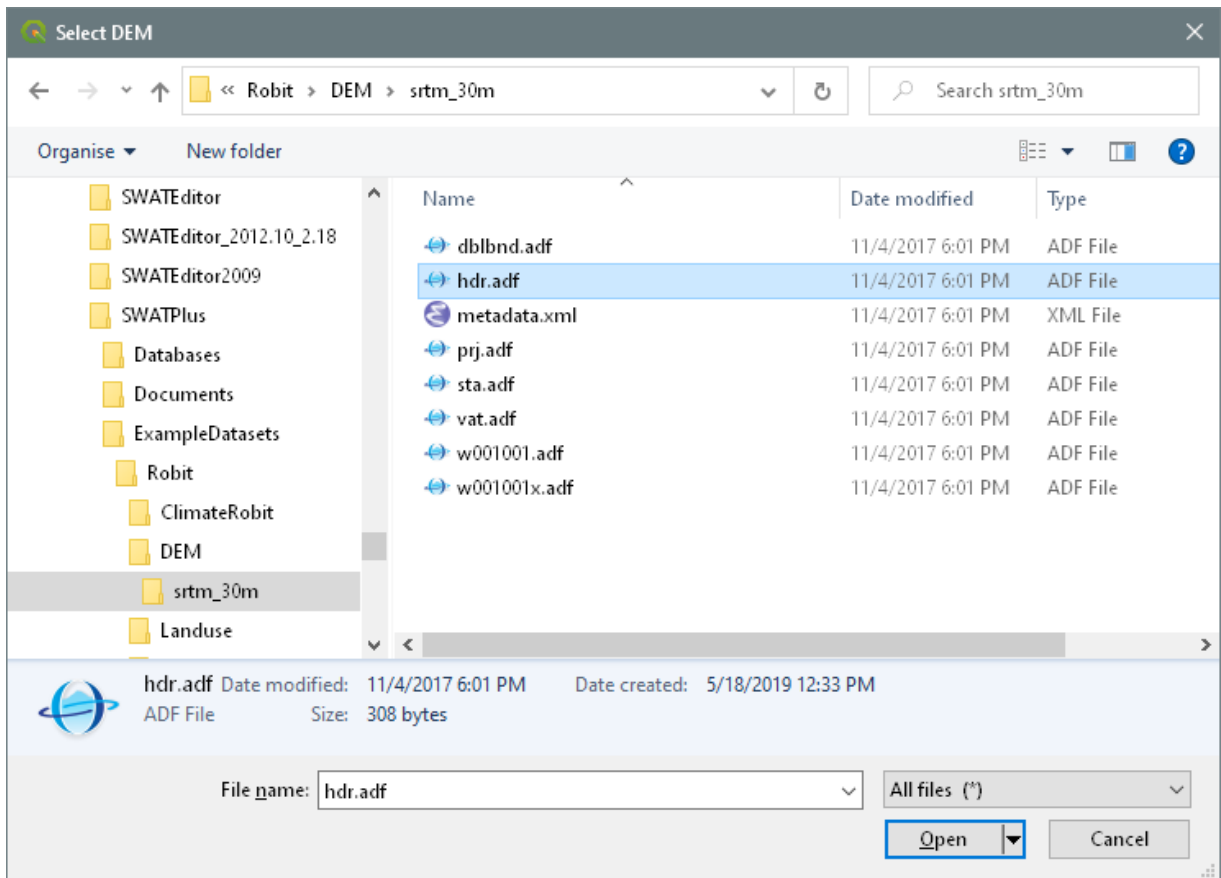 Select DEM
« Robit › DEM › srtm_30m
Search srtm_30m
Organise
New folder
SWATEditor
SWATEditor_2012.10_2.18
SWATEditor2009
SWATPlus
Databases
Documents
ExampleDatasets
Robit
ClimateRobit
DEM
srtm_30m
Landuse
Name Date modified Type
dblbnd.adf 11/4/2017 6:01 PM ADF File
hdr.adf 11/4/2017 6:01 PM ADF File
metadata.xml 11/4/2017 6:01 PM XML File
prj.adf 11/4/2017 6:01 PM ADF File
sta.adf 11/4/2017 6:01 PM ADF File
vat.adf 11/4/2017 6:01 PM ADF File
w001001.adf 11/4/2017 6:01 PM ADF File
w001001x.adf 11/4/2017 6:01 PM ADF File
hdr.adf Date modified: 11/4/2017 6:01 PM Date created: 5/18/2019 12:33 PM
ADF File Size: 308 bytes
File name: hdr.adf
All files (*)
Open
Cancel